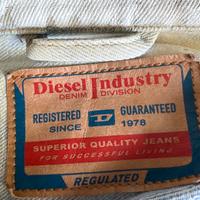 Diesel Industry
DENIM DIVISION
REGISTERED D GUARANTEED
SINCE 1978
SUPERIOR QUALITY JEANS
FOR SUCCESSFUL LIVING
REGULATED